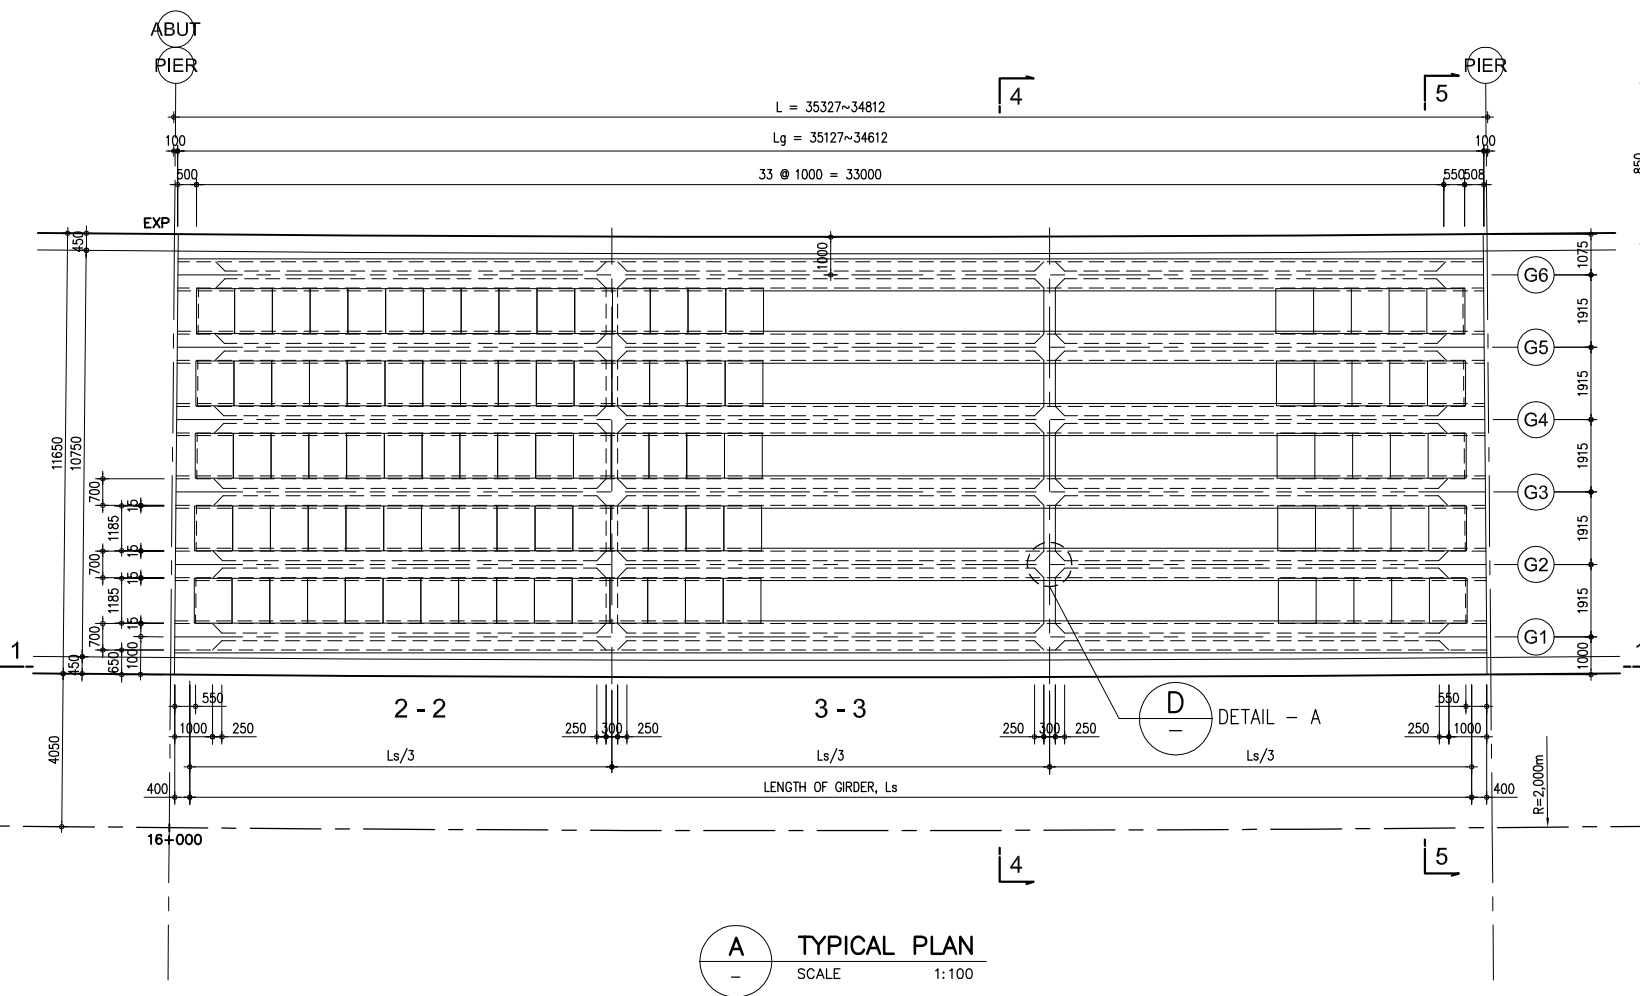 ABUT
PIER
PIER
4
5
L = 35327~34812
850
100
Lg = 35127~34612
100
500
33 @ 1000 = 33000
550
508
EXP
450
1000
1075
G6
1915
G5
1915
G4
11650
10750
1915
700
15
G3
1185
1915
15
700
G2
15
1185
1915
15
700
1
G1
450
650
1000
1000
550
2-2
3-3
D
–
DETAIL – A
550
1000
250
250
300
250
250
300
250
250
1000
4050
Ls/3
Ls/3
Ls/3
400
LENGTH OF GIRDER, Ls
400
R=2,000m
16+000
4
5
A
–
TYPICAL PLAN
SCALE 1:100